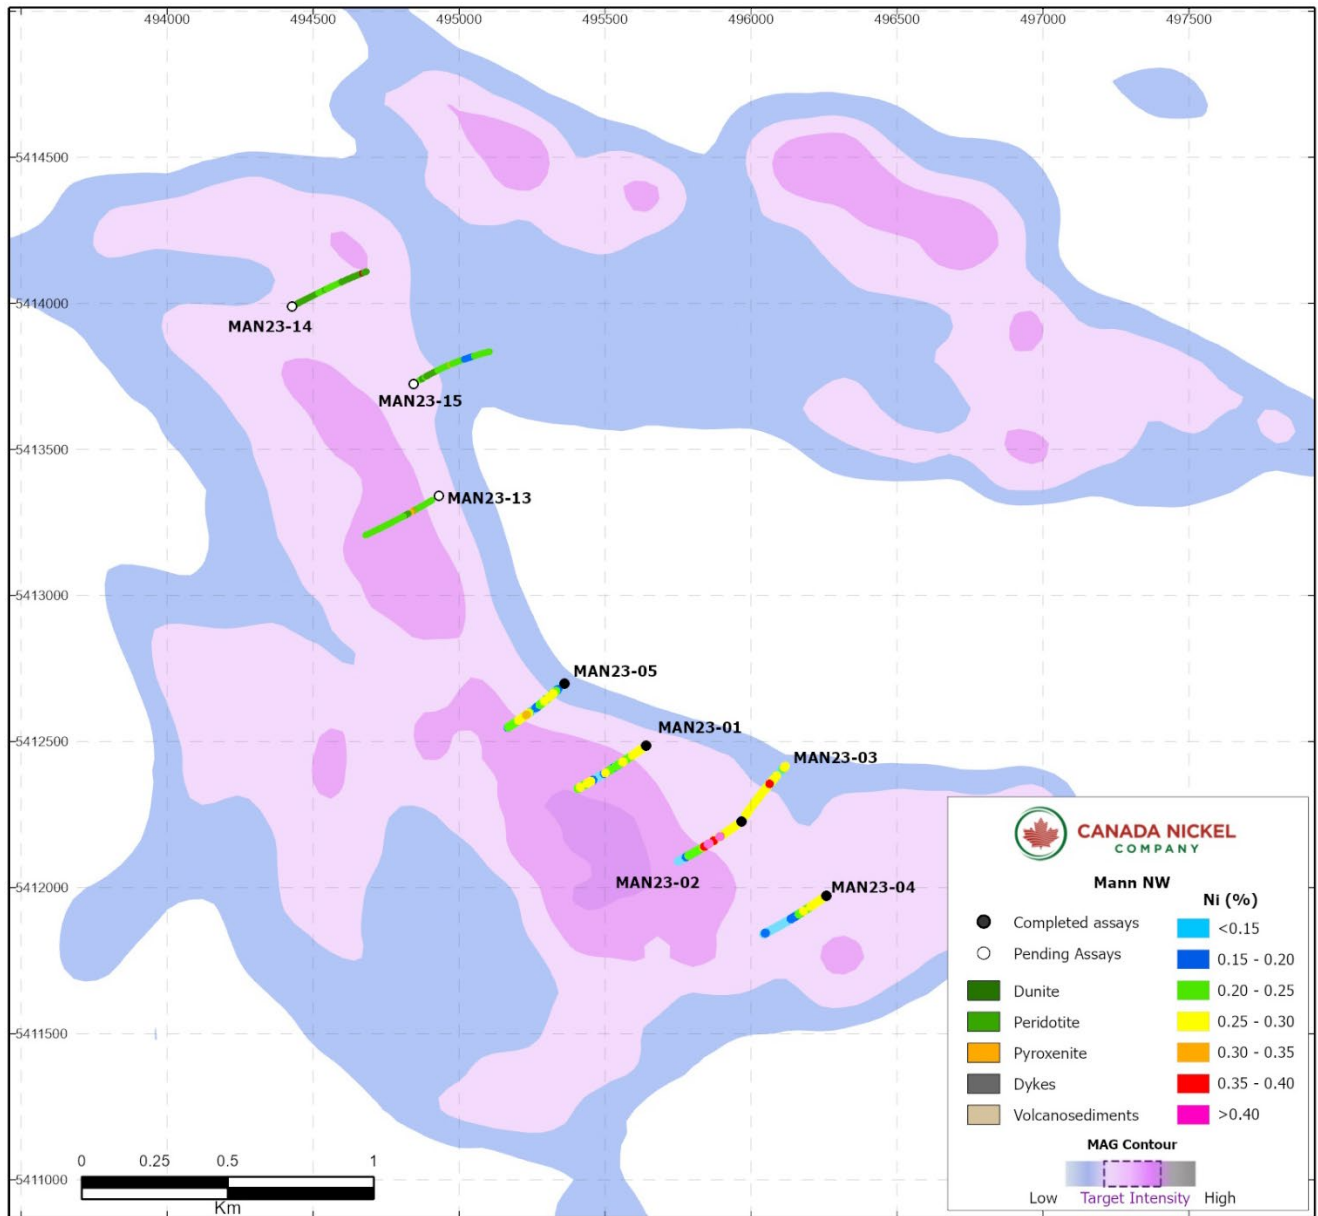 494000 494500 495000 495500 496000 496500 497000 497500
5414500
5414000
MAN23-14
MAN23-15
5413500
MAN23-13
5413000
MAN23-05
5412500
MAN23-01
MAN23-03
MAN23-02
5412000
MAN23-04
5411500
5411000
0 0.25 0.5 1
Km
CANADA NICKEL
COMPANY
Mann NW
Completed assays
Pending Assays
Dunite
Peridotite
Pyroxenite
Dykes
Volcanosediments
Ni (%)
<0.15
0.15 - 0.20
0.20 - 0.25
0.25 - 0.30
0.30 - 0.35
0.35 - 0.40
>0.40
MAG Contour
Low Target Intensity High